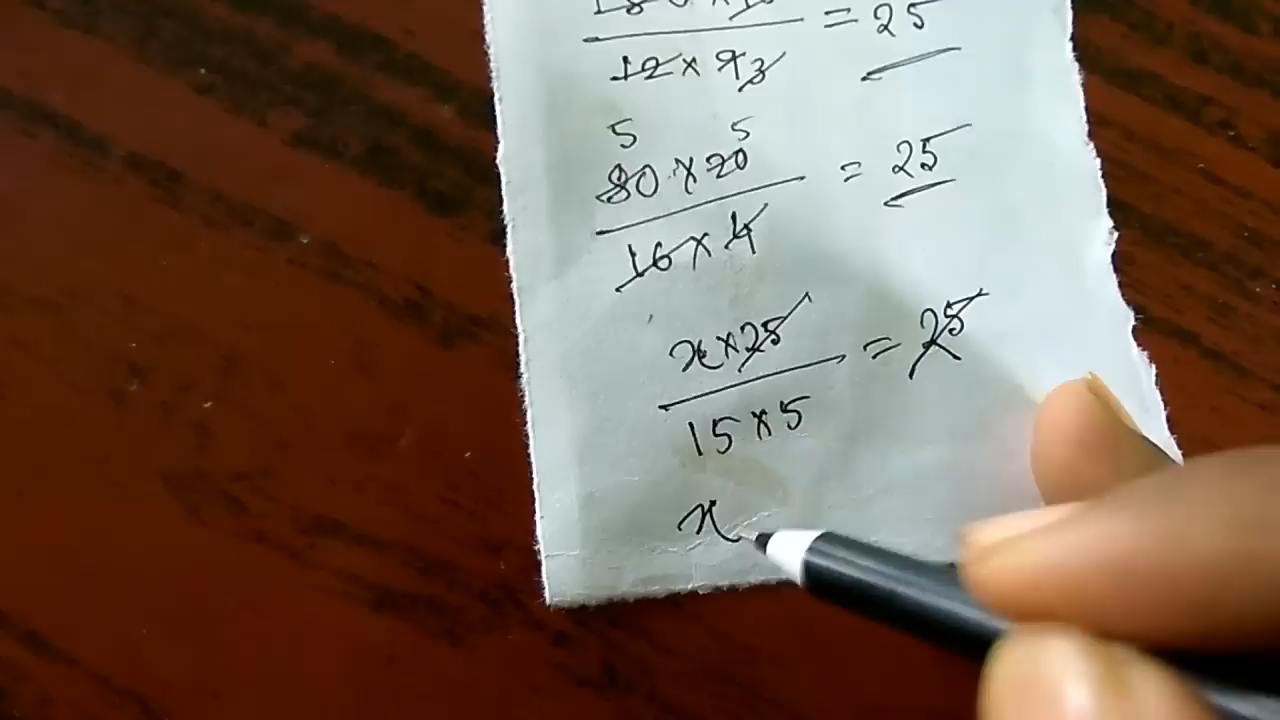 = 25
12 × 9 3
5 5
80 × 20 = 25
16 × 4
x × 25 = 25
15 × 5
x